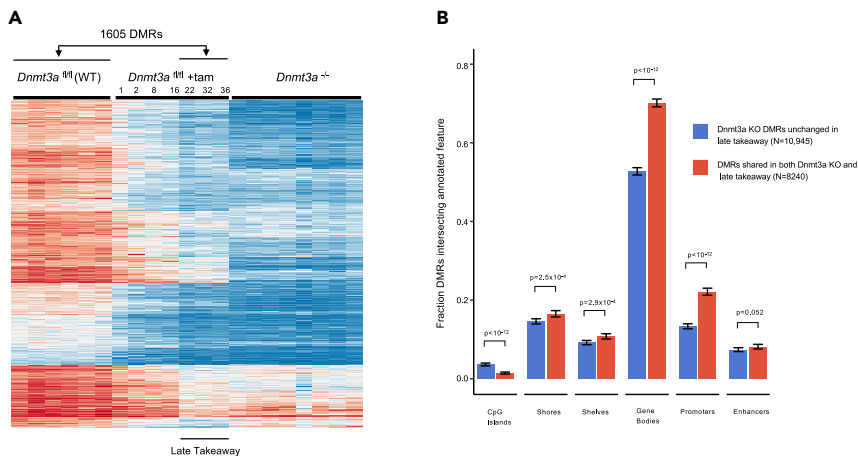 A
1605 DMRs
Dnmt3a fl/fl (WT)
Dnmt3a fl/fl +tam
Dnmt3a -/-
1 2 8 16 22 32 36
Late Takeaway
B
Fraction DMRs intersecting annotated feature
0.8
0.6
0.4
0.2
0.0
p<10⁻¹²
p=2.5x10⁻⁴
p=2.9x10⁻⁴
p<10⁻¹²
p<10⁻¹²
p=0.052
CpG
Islands
Shores
Shelves
Gene
Bodies
Promoters
Enhancers
Dnmt3a KO DMRs unchanged in
late takeaway (N=10,945)
DMRs shared in both Dnmt3a KO and
late takeaway (N=8240)